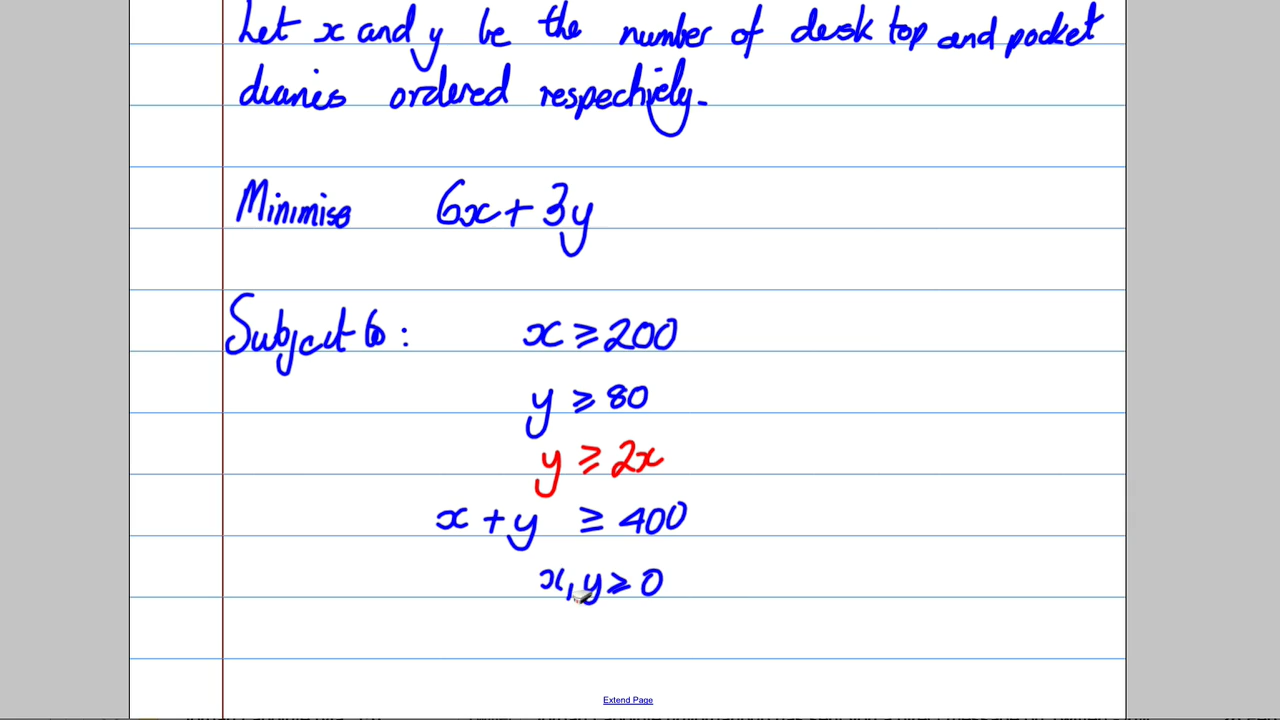 Let x and y be the number of desk top and pocket
diaries ordered respectively.
Minimise 6x + 3y
Subject to : x ≥ 200
y ≥ 80
y ≥ 2x
x + y ≥ 400
x, y ≥ 0
Extend Page